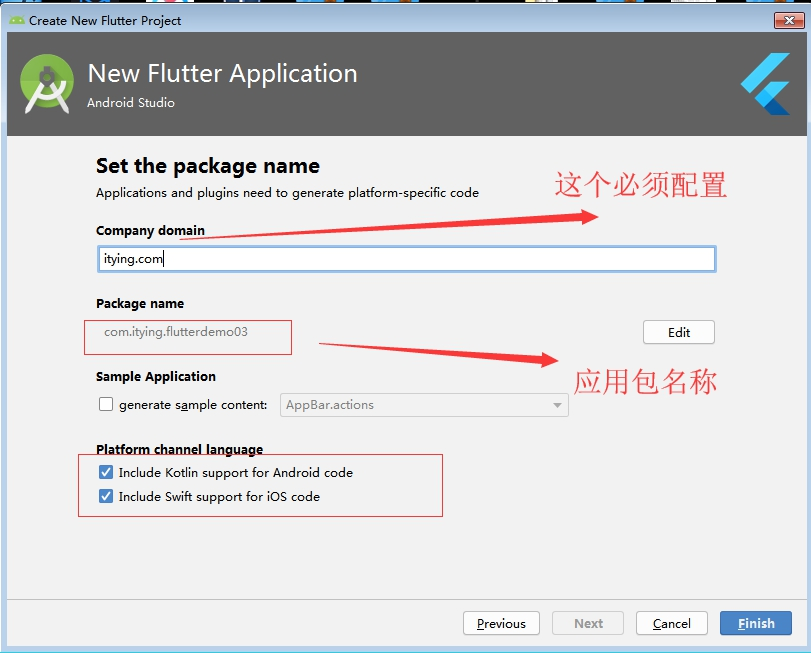 Create New Flutter Project
New Flutter Application
Android Studio
Set the package name
Applications and plugins need to generate platform-specific code
这个必须配置
Company domain
itying.com
Package name
com.itying.flutterdemo03
Edit
应用包名称
Sample Application
generate sample content:
AppBar.actions
Platform channel language
Include Kotlin support for Android code
Include Swift support for iOS code
Previous
Next
Cancel
Finish